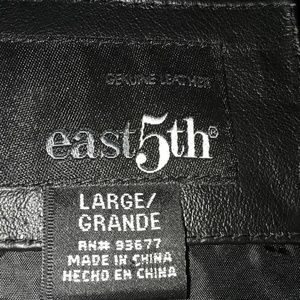 GENUINE LEATHER
east5th®
LARGE/
GRANDE
RN# 93677
MADE IN CHINA
HECHO EN CHINA